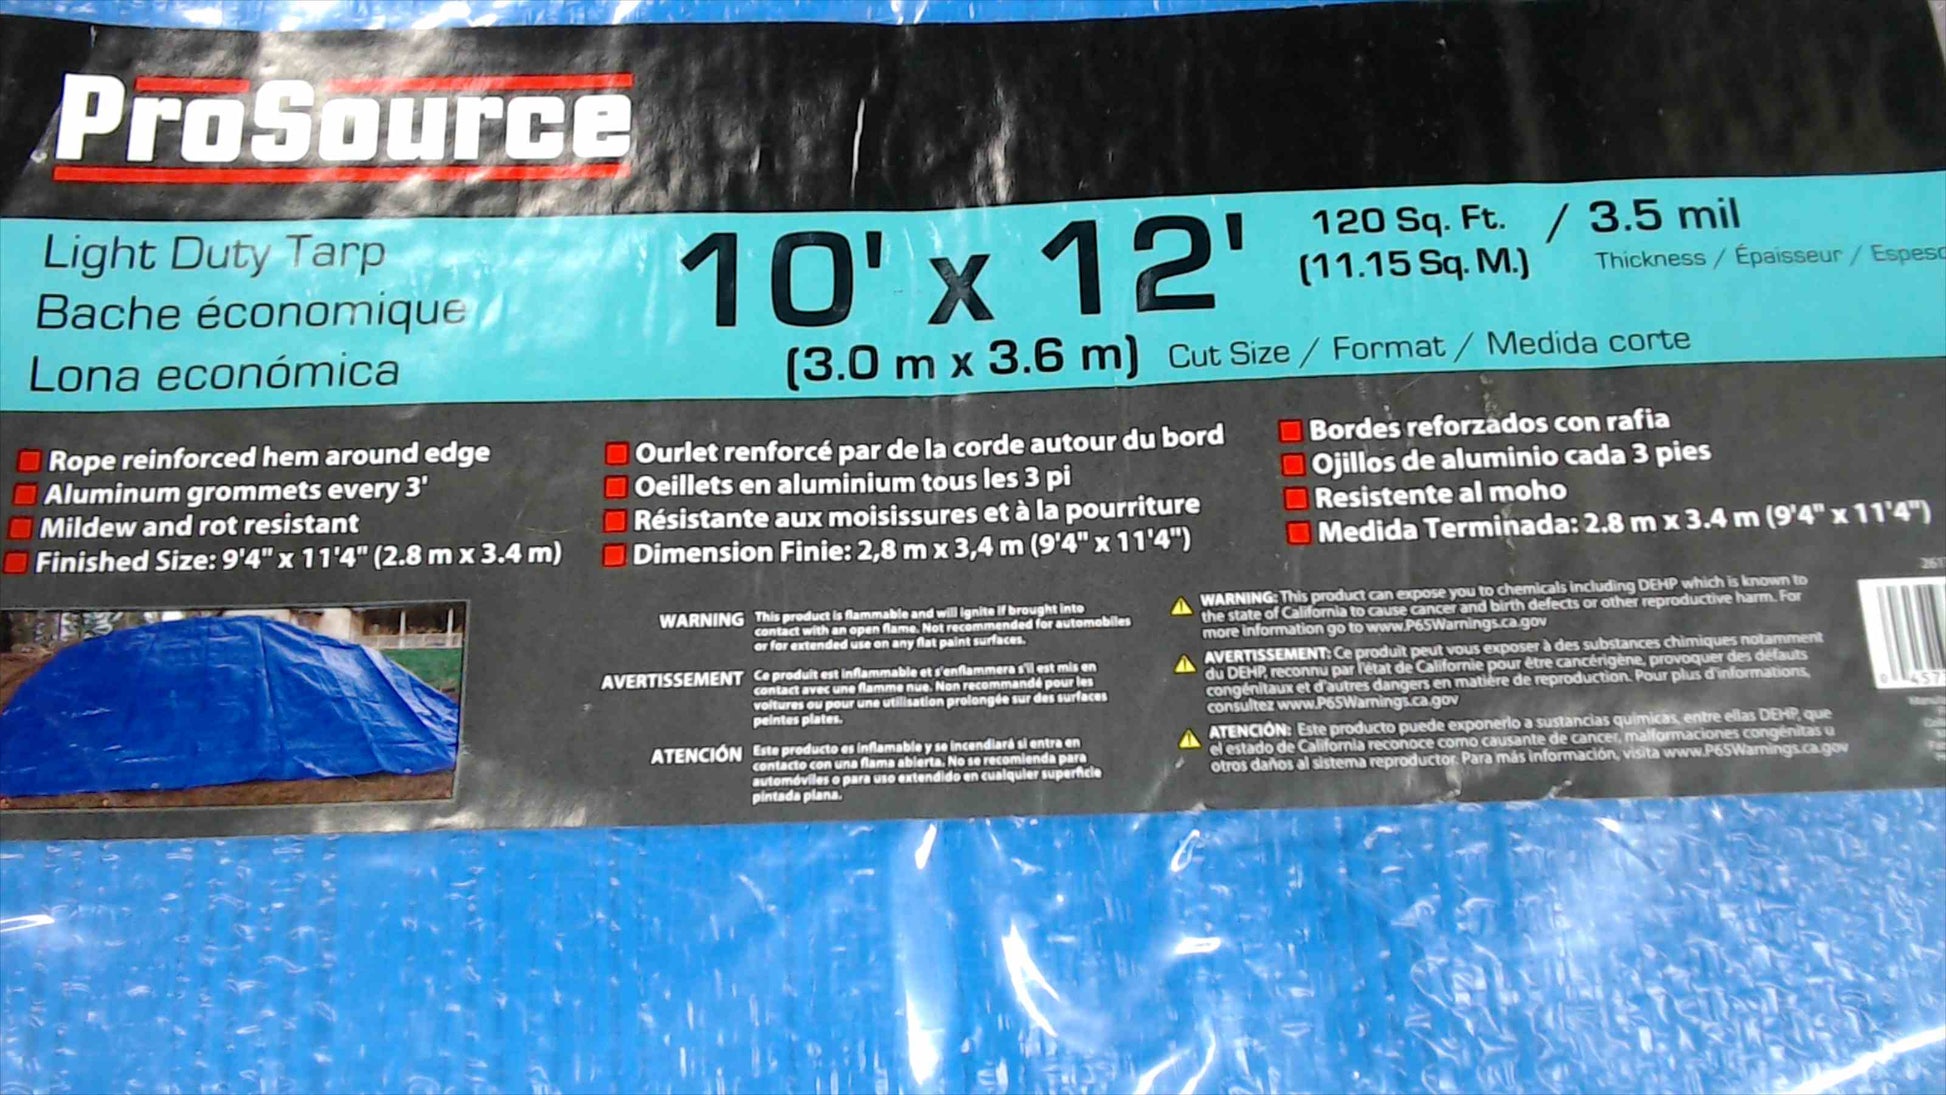 ProSource
Light Duty Tarp
Bache économique
Lona económica
10' x 12'
(3.0 m x 3.6 m)
Cut Size / Format / Medida corte
120 Sq. Ft.
(11.15 Sq. M.)
/ 3.5 mil
Thickness / Épaisseur /
Rope reinforced hem around edge
Aluminum grommets every 3'
Mildew and rot resistant
Finished Size: 9'4" x 11'4" (2.8 m x 3.4 m)
Ourlet renforcé par de la corde autour du bord
Oeillets en aluminium tous les 3 pi
Résistante aux moisissures et à la pourriture
Dimension Finie: 2,8 m x 3,4 m (9'4" x 11'4")
Bordes reforzados con rafia
Ojillos de aluminio cada 3 pies
Resistente al moho
Medida Terminada: 2.8 m x 3.4 m (9'4" x 11'4")
WARNING
This product is flammable and will ignite if brought into
contact with an open flame. Not recommended for automobiles
or for extended use on any flat paint surfaces.
AVERTISSEMENT
Ce produit est inflammable et s'enflammera s'il est mis en
contact avec une flamme nue. Non recommandé pour les
voitures ou pour une utilisation prolongée sur des surfaces
peintes plates.
ATENCIÓN
Este producto es inflamable y se incendiará si entra en
contacto con una flama abierta. No se recomienda para
automóviles o para uso extendido en cualquier superficie
pintada plana.
WARNING: This product can expose you to chemicals including DEHP which is known to
the state of California to cause cancer and birth defects or other reproductive harm. For
more information go to www.P65Warnings.ca.gov
AVERTISSEMENT: Ce produit peut vous exposer à des substances chimiques notamment
du DEHP, reconnu par l'état de Californie pour être cancérigène, provoquer des défauts
congénitaux et d'autres dangers en matière de reproduction. Pour plus d'informations,
consultez www.P65Warnings.ca.gov
ATENCIÓN: Este producto puede exponerlo a sustancias químicas, entre ellas DEHP, que
el estado de California reconoce como causante de cancer, malformaciones congénitas u
otros daños al sistema reproductor. Para más información, visita www.P65Warnings.ca.gov